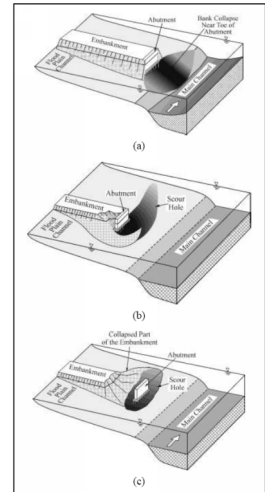 Abutment
Bank Collapse
Near Toe of
Abutment
Embankment
Flood Plain
Channel
Main Channel
(a)
Abutment
Scour
Hole
Embankment
Flood Plain
Channel
Main Channel
(b)
Collapsed Part
of the Embankment
Abutment
Embankment
Scour
Hole
Flood
Plain
Channel
Main Channel
(c)